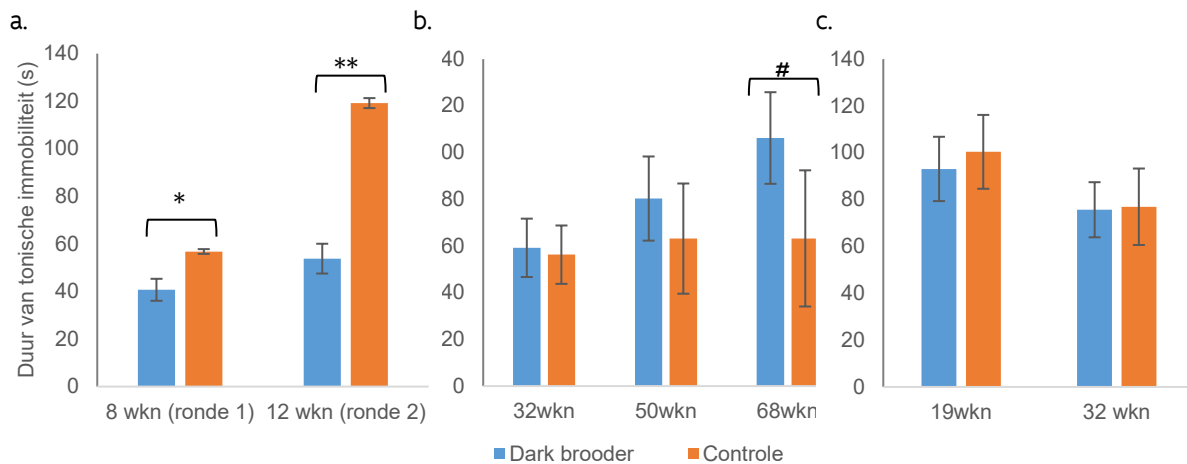 a.
b.
c.
Duur van tonische immobiliteit (s)
140
120
100
80
60
40
20
0
*
**
8 wkn (ronde 1)
12 wkn (ronde 2)
40
20
00
80
60
40
20
0
#
32wkn
50wkn
68wkn
140
120
100
80
60
40
20
0
19wkn
32 wkn
Dark brooder
Controle